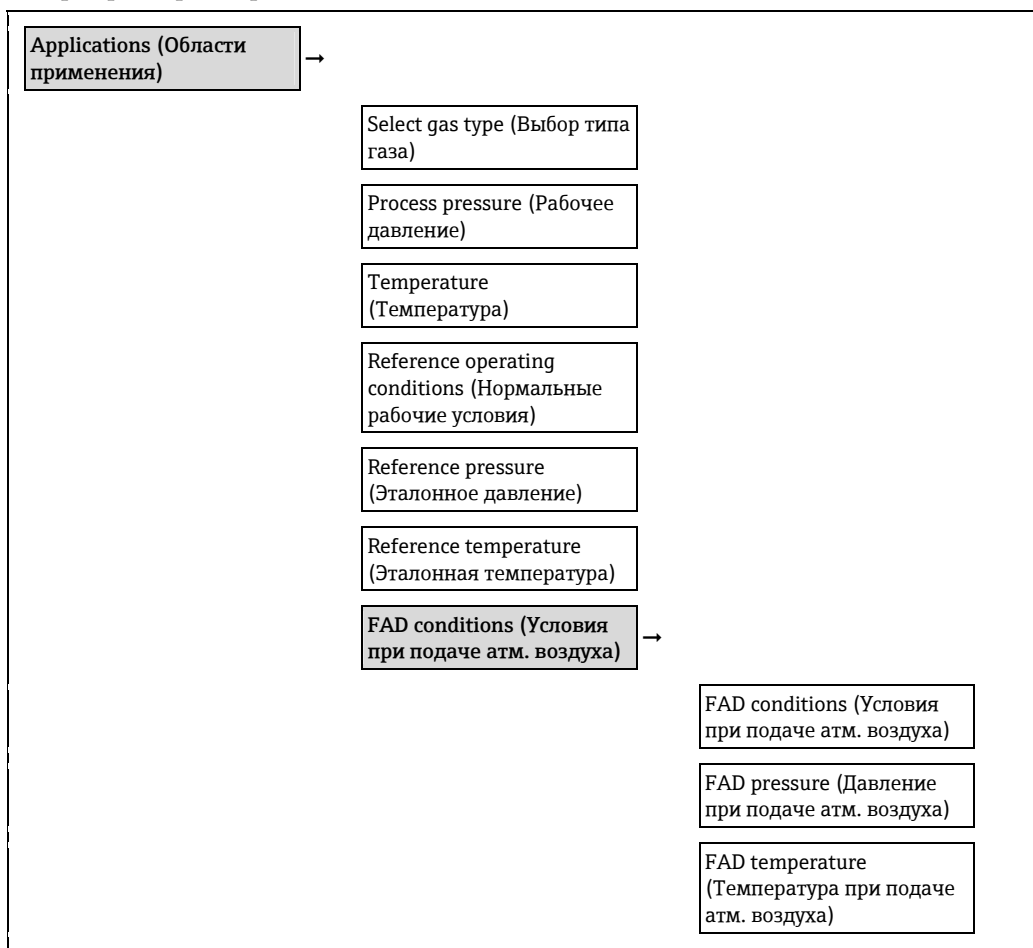 Applications (Области
применения)
→
Select gas type (Выбор типа
газа)
Process pressure (Рабочее
давление)
Temperature
(Температура)
Reference operating
conditions (Нормальные
рабочие условия)
Reference pressure
(Эталонное давление)
Reference temperature
(Эталонная температура)
FAD conditions (Условия
при подаче атм. воздуха)
→
FAD conditions (Условия
при подаче атм. воздуха)
FAD pressure (Давление
при подаче атм. воздуха)
FAD temperature
(Температура при подаче
атм. воздуха)